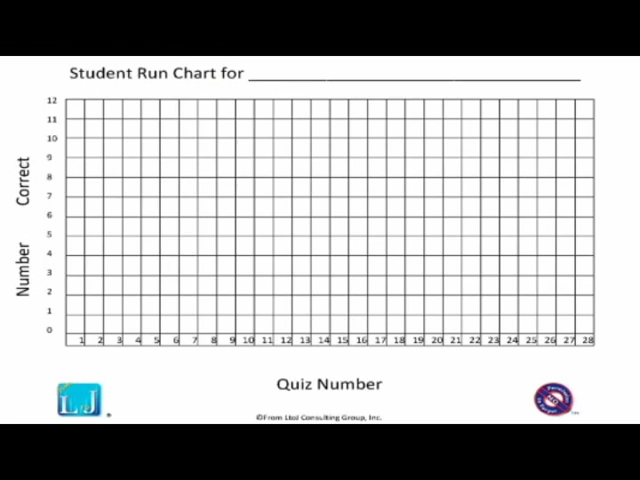 Student Run Chart for
12
11
10
9
8
7
6
5
4
3
2
1
0
Number Correct
1 2 3 4 5 6 7 8 9 10 11 12 13 14 15 16 17 18 19 20 21 22 23 24 25 26 27 28
Quiz Number
LtoJ ®
©From LtoJ Consulting Group, Inc.